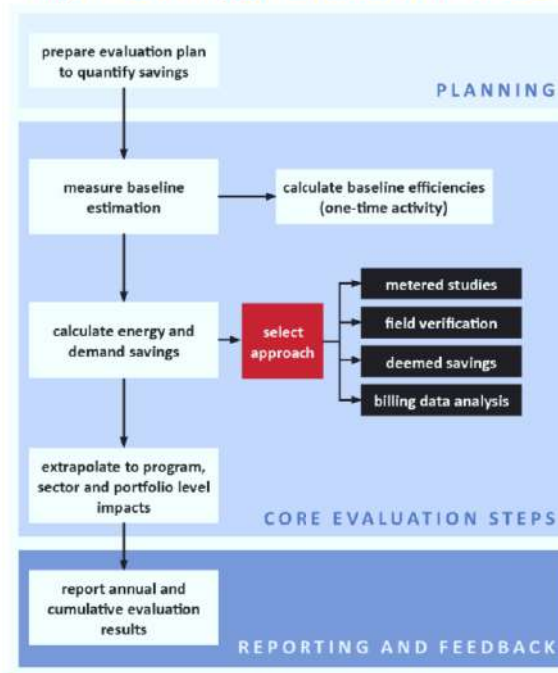 prepare evaluation plan
to quantify savings
PLANNING
measure baseline
estimation
calculate baseline efficiencies
(one-time activity)
calculate energy and
demand savings
select
approach
metered studies
field verification
deemed savings
billing data analysis
extrapolate to program,
sector and portfolio level
impacts
CORE EVALUATION STEPS
report annual and
cumulative evaluation
results
REPORTING AND FEEDBACK